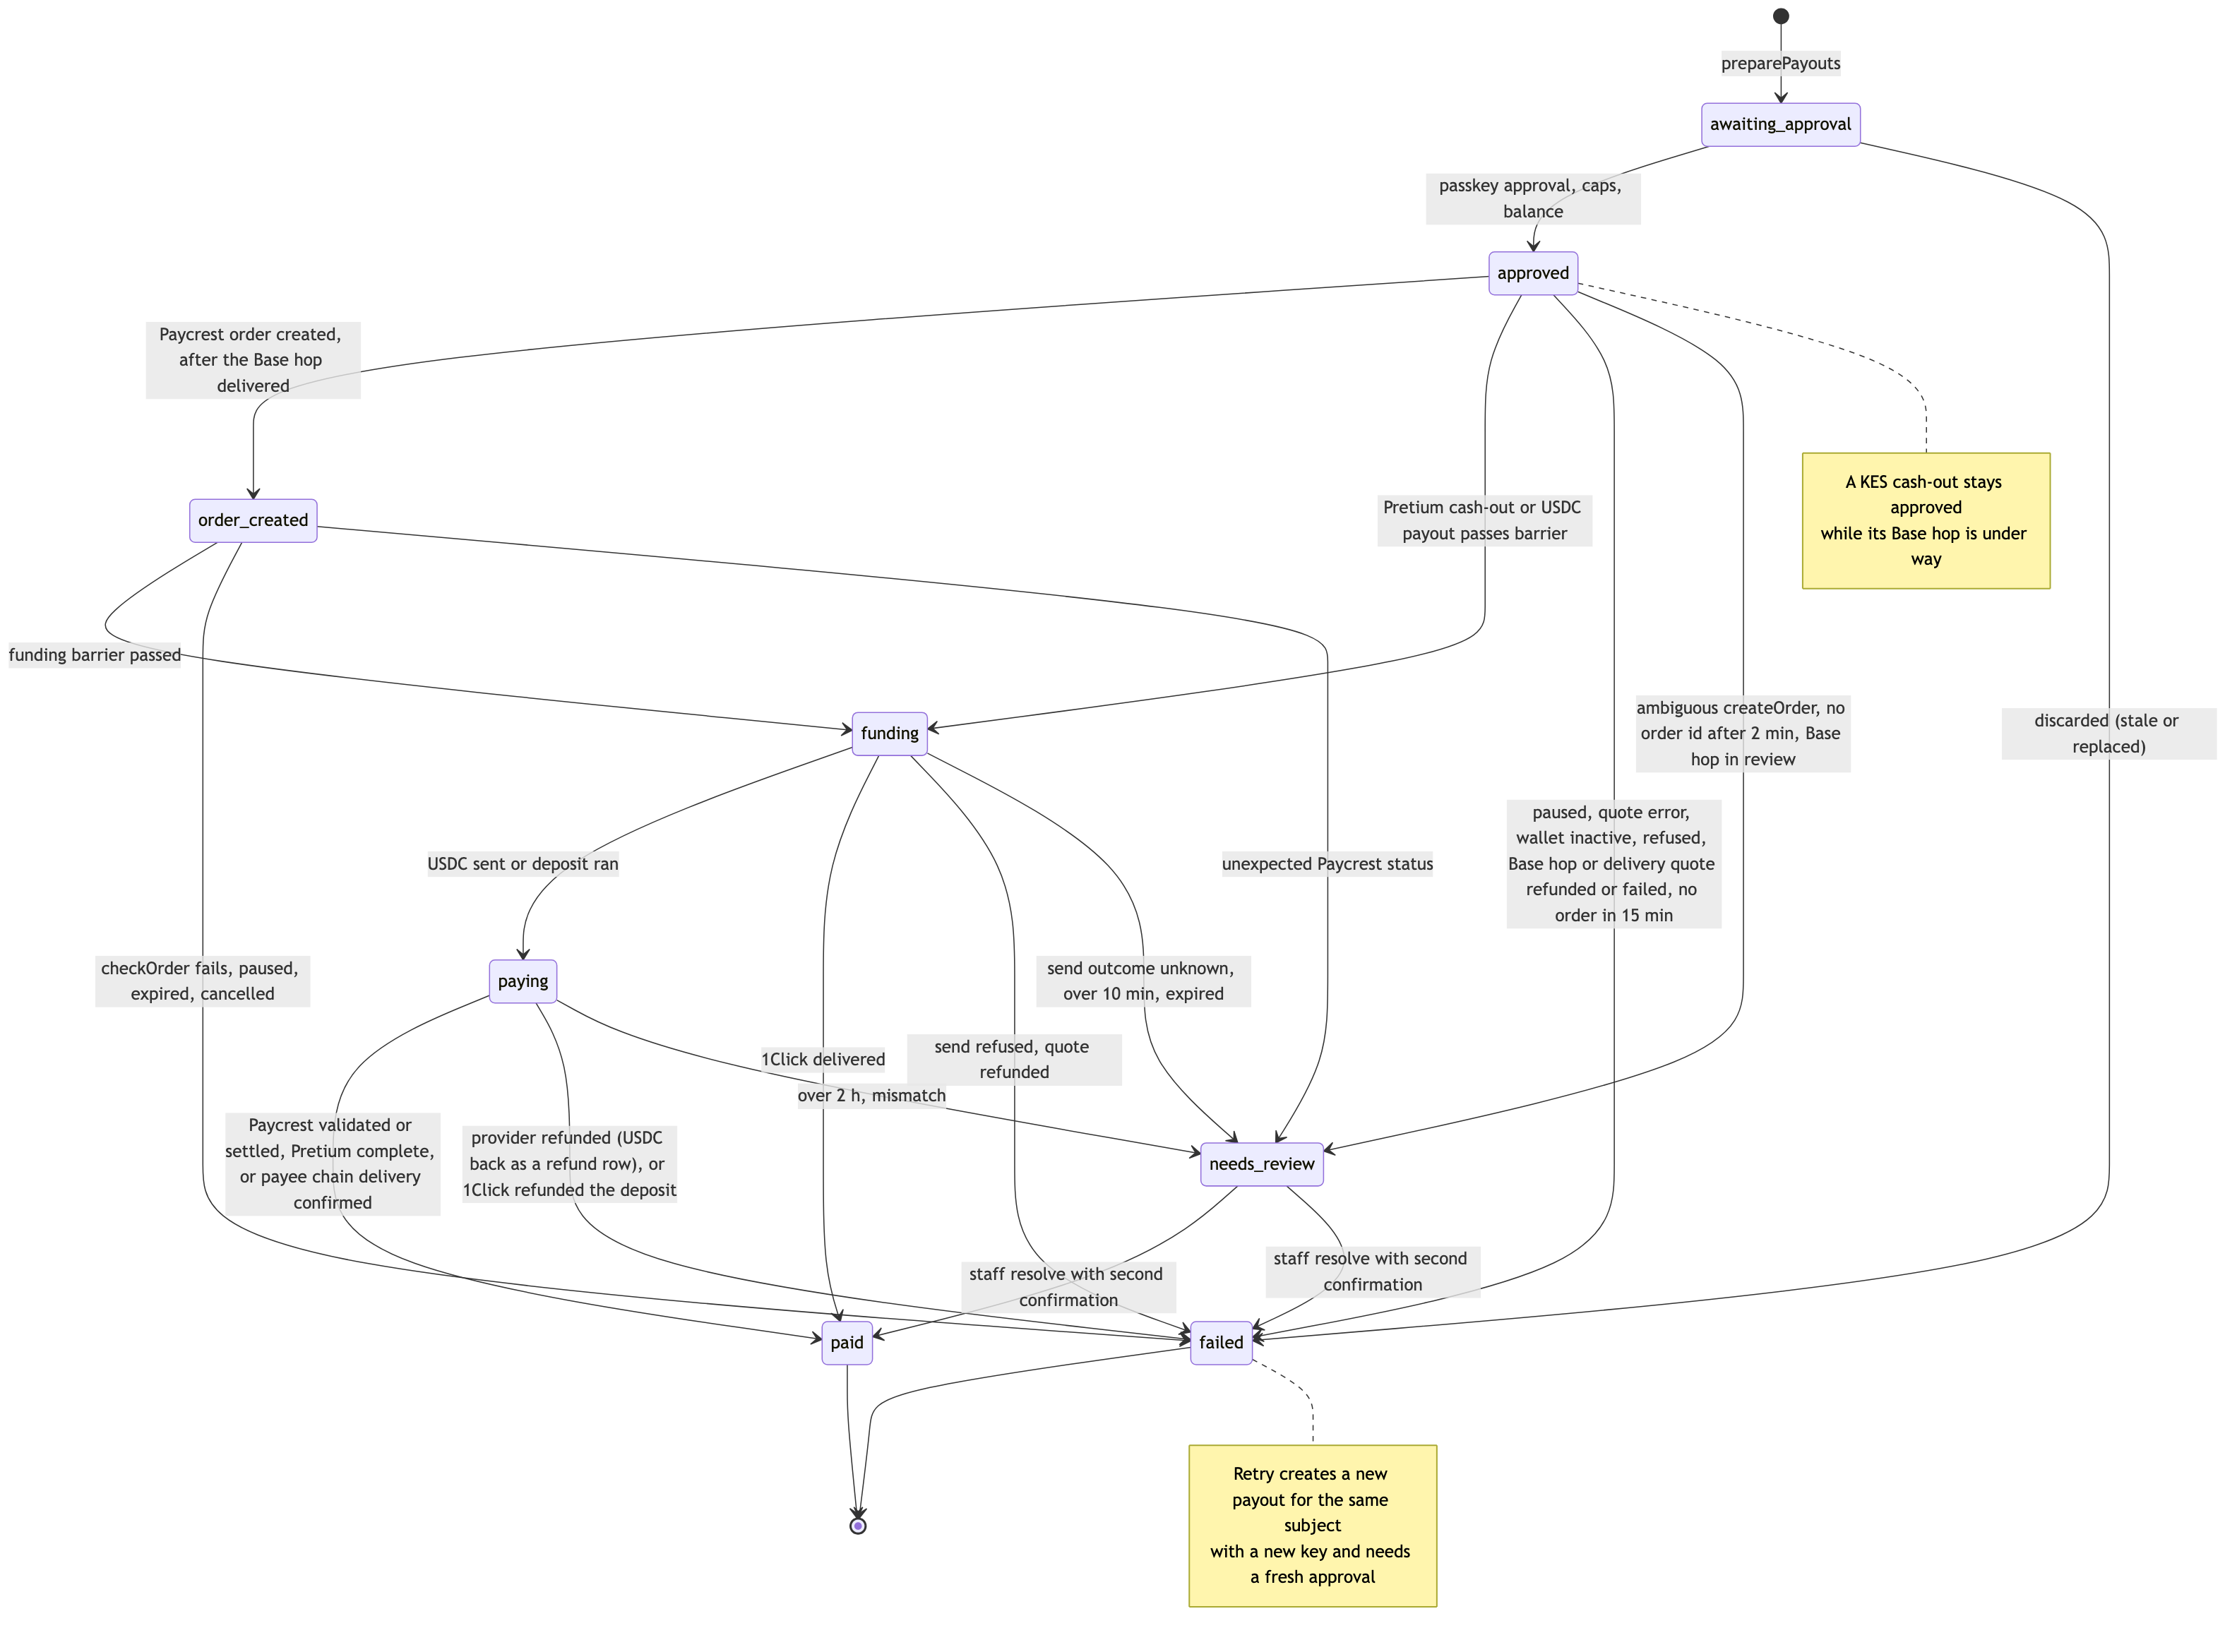 preparePayouts
awaiting_approval
passkey approval, caps,
balance
approved
Paycrest order created,
after the Base hop
delivered
A KES cash-out stays
approved
while its Base hop is under
way
order_created
Pretium cash-out or USDC
payout passes barrier
funding barrier passed
funding
ambiguous createOrder, no
order id after 2 min, Base
hop in review
discarded (stale or
replaced)
USDC sent or deposit ran
unexpected Paycrest status
paused, quote error,
wallet inactive, refused,
Base hop or delivery quote
refunded or failed, no
order in 15 min
checkOrder fails, paused,
expired, cancelled
paying
send outcome unknown,
over 10 min, expired
1Click delivered
send refused, quote
refunded
over 2 h, mismatch
Paycrest validated or
settled, Pretium complete,
or payee chain delivery
confirmed
provider refunded (USDC
back as a refund row), or
1Click refunded the deposit
needs_review
staff resolve with second
confirmation
staff resolve with second
confirmation
paid
failed
Retry creates a new
payout for the same
subject
with a new key and needs
a fresh approval